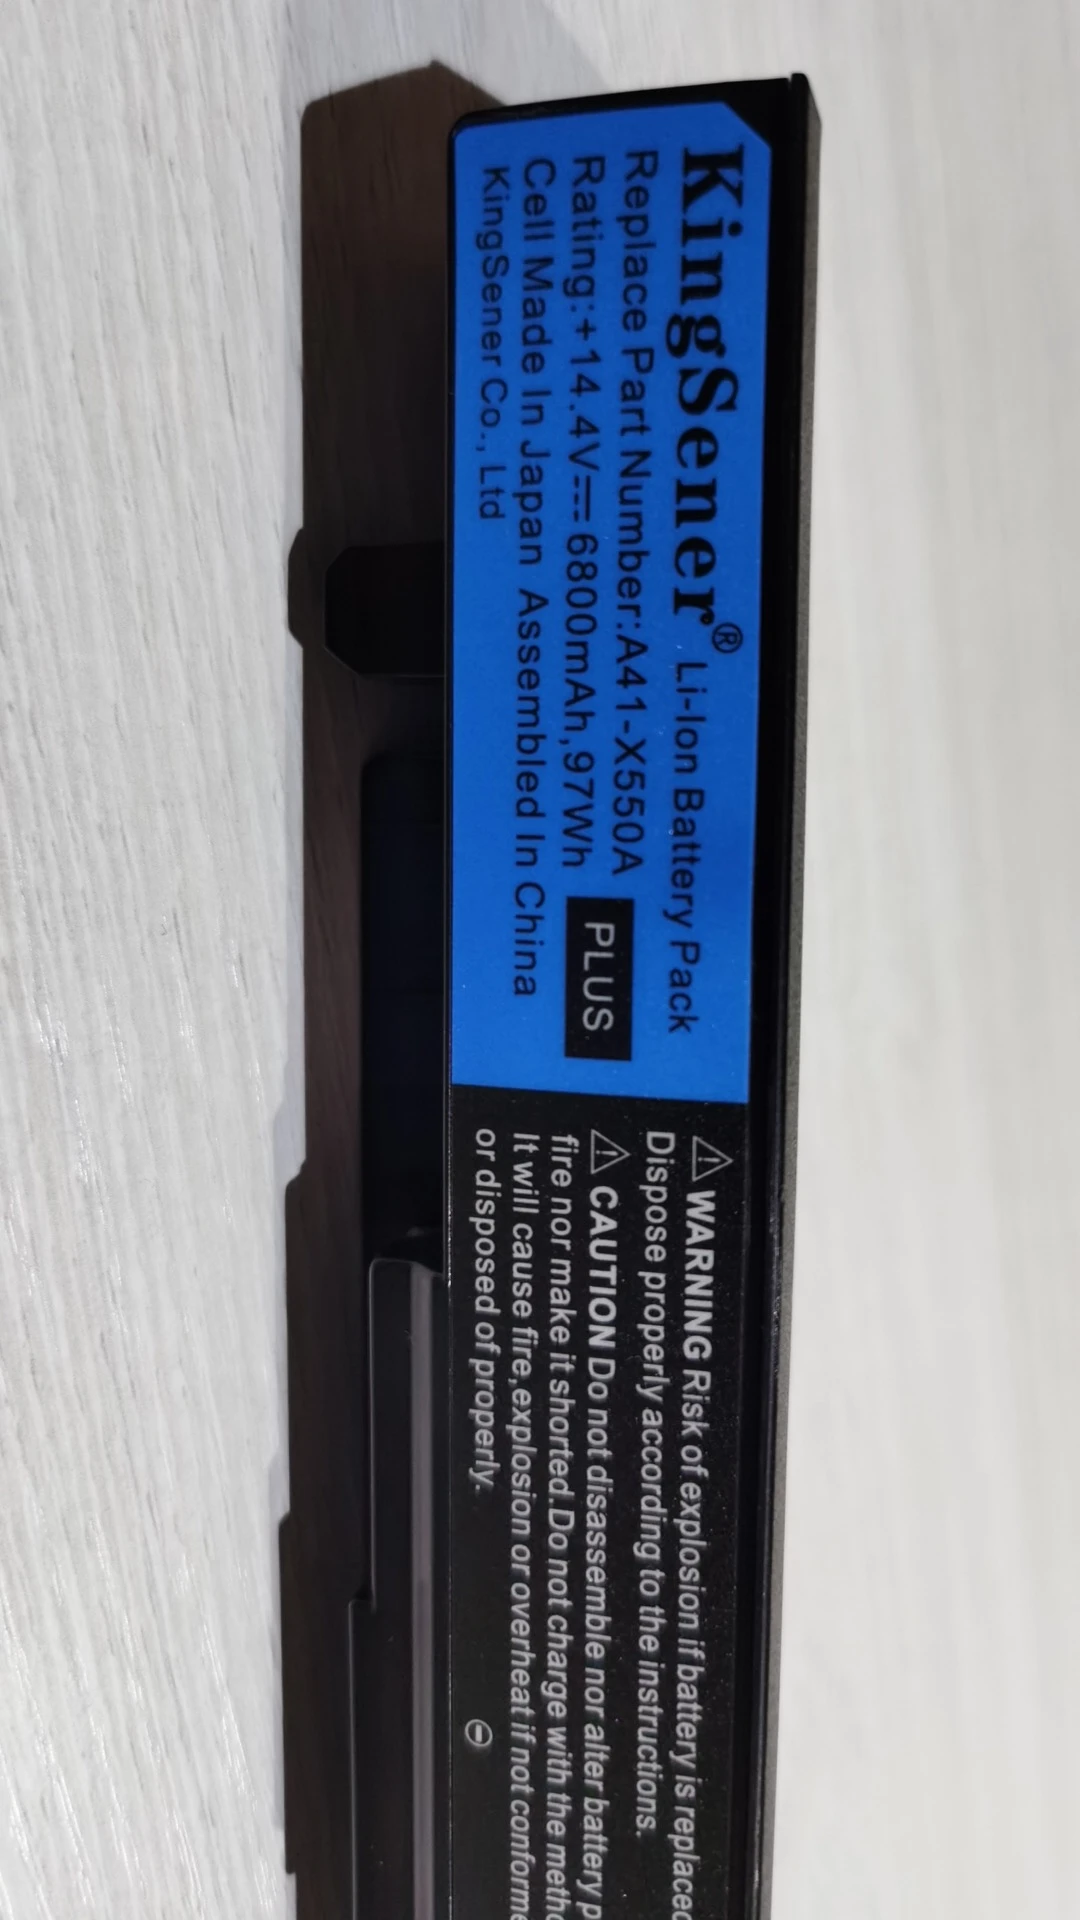 KingSener® Li-Ion Battery Pack
Replace Part Number:A41-X550A
Rating:+14.4V⎓6800mAh,97Wh
PLUS
Cell Made In Japan Assembled In China
KingSener Co., Ltd
⚠ WARNING Risk of explosion if battery is replaced
Dispose properly according to the instructions.
⚠ CAUTION Do not disassemble nor alter battery
fire nor make it shorted.Do not charge with the
It will cause fire,explosion or overheat if not
or disposed of properly.
⊖